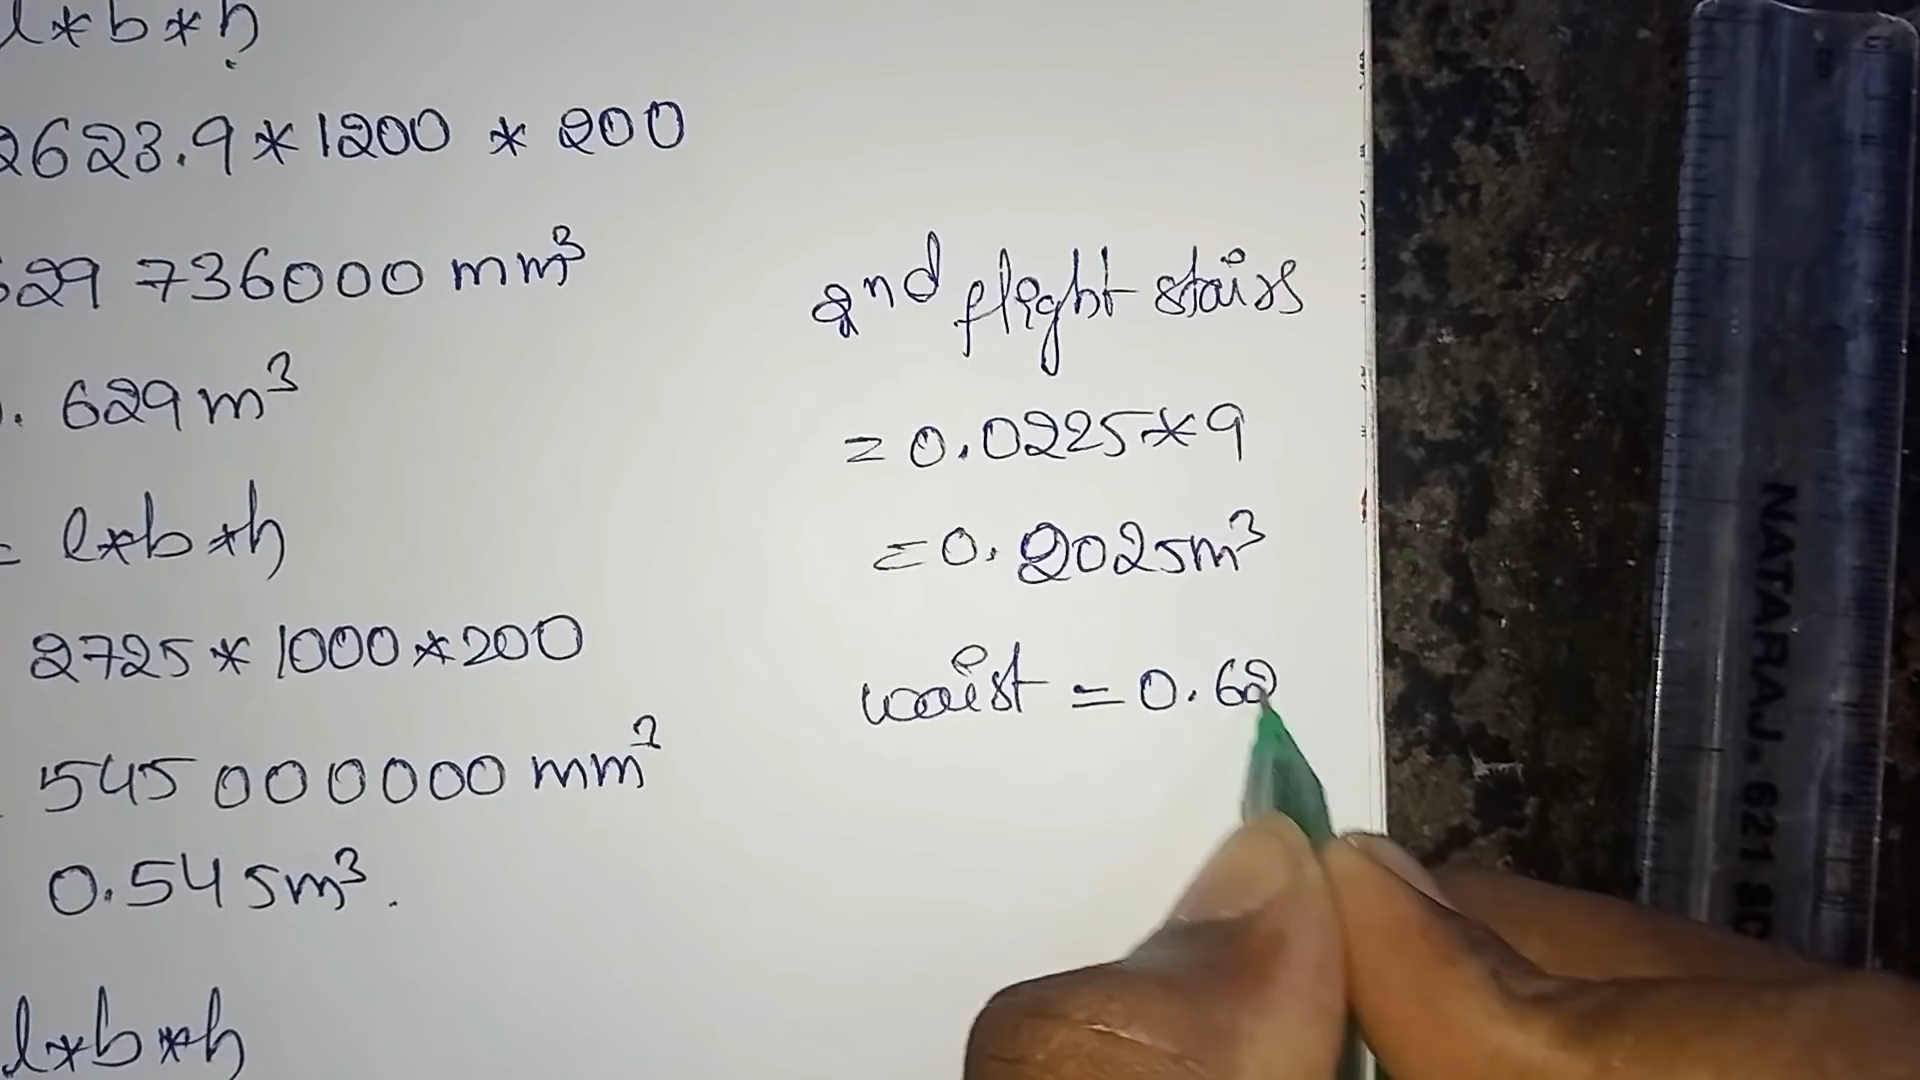 l*b*h
2623.9*1200 * 200
629 736000 mm³
. 629 m³
= l*b*h
2725*1000*200
545 000000 mm³
0.545m³.
l*b*h
2nd flight stairs
=0.0225*9
=0.2025m³
waist =0.62
NATARAJ. 621 SC